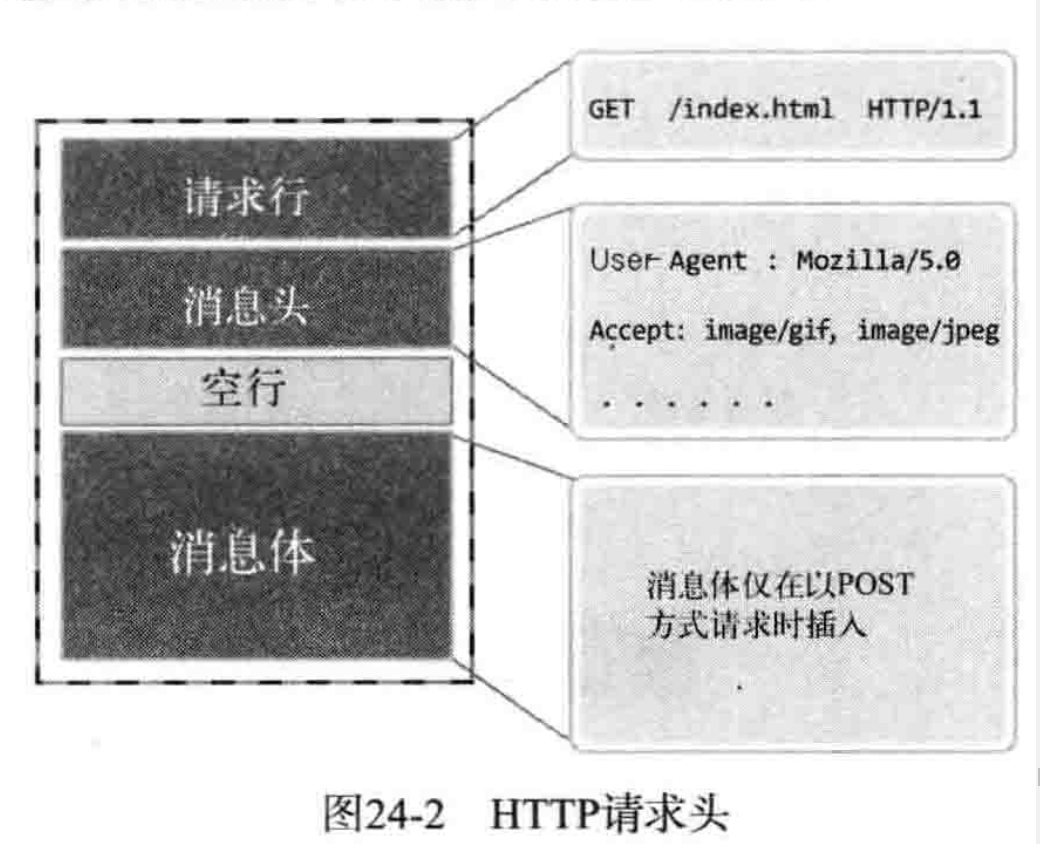 请求行
GET /index.html HTTP/1.1
消息头
User-Agent : Mozilla/5.0
Accept: image/gif, image/jpeg
. . . . . .
空行
消息体
消息体仅在以POST
方式请求时插入
图24-2 HTTP请求头